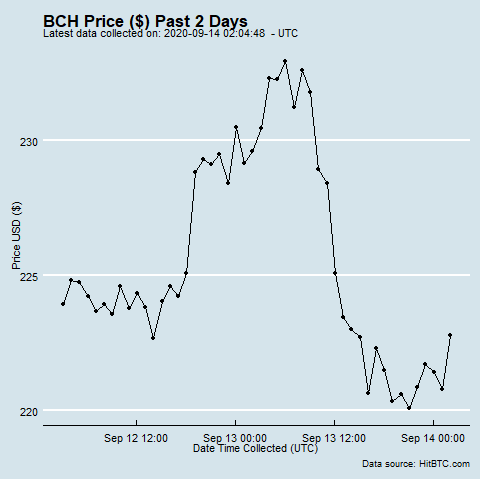 BCH Price ($) Past 2 Days
Latest data collected on: 2020-09-14 02:04:48 - UTC
230
225
220
Price USD ($)
Sep 12 12:00 Sep 13 00:00 Sep 13 12:00 Sep 14 00:00
Date Time Collected (UTC)
Data source: HitBTC.com